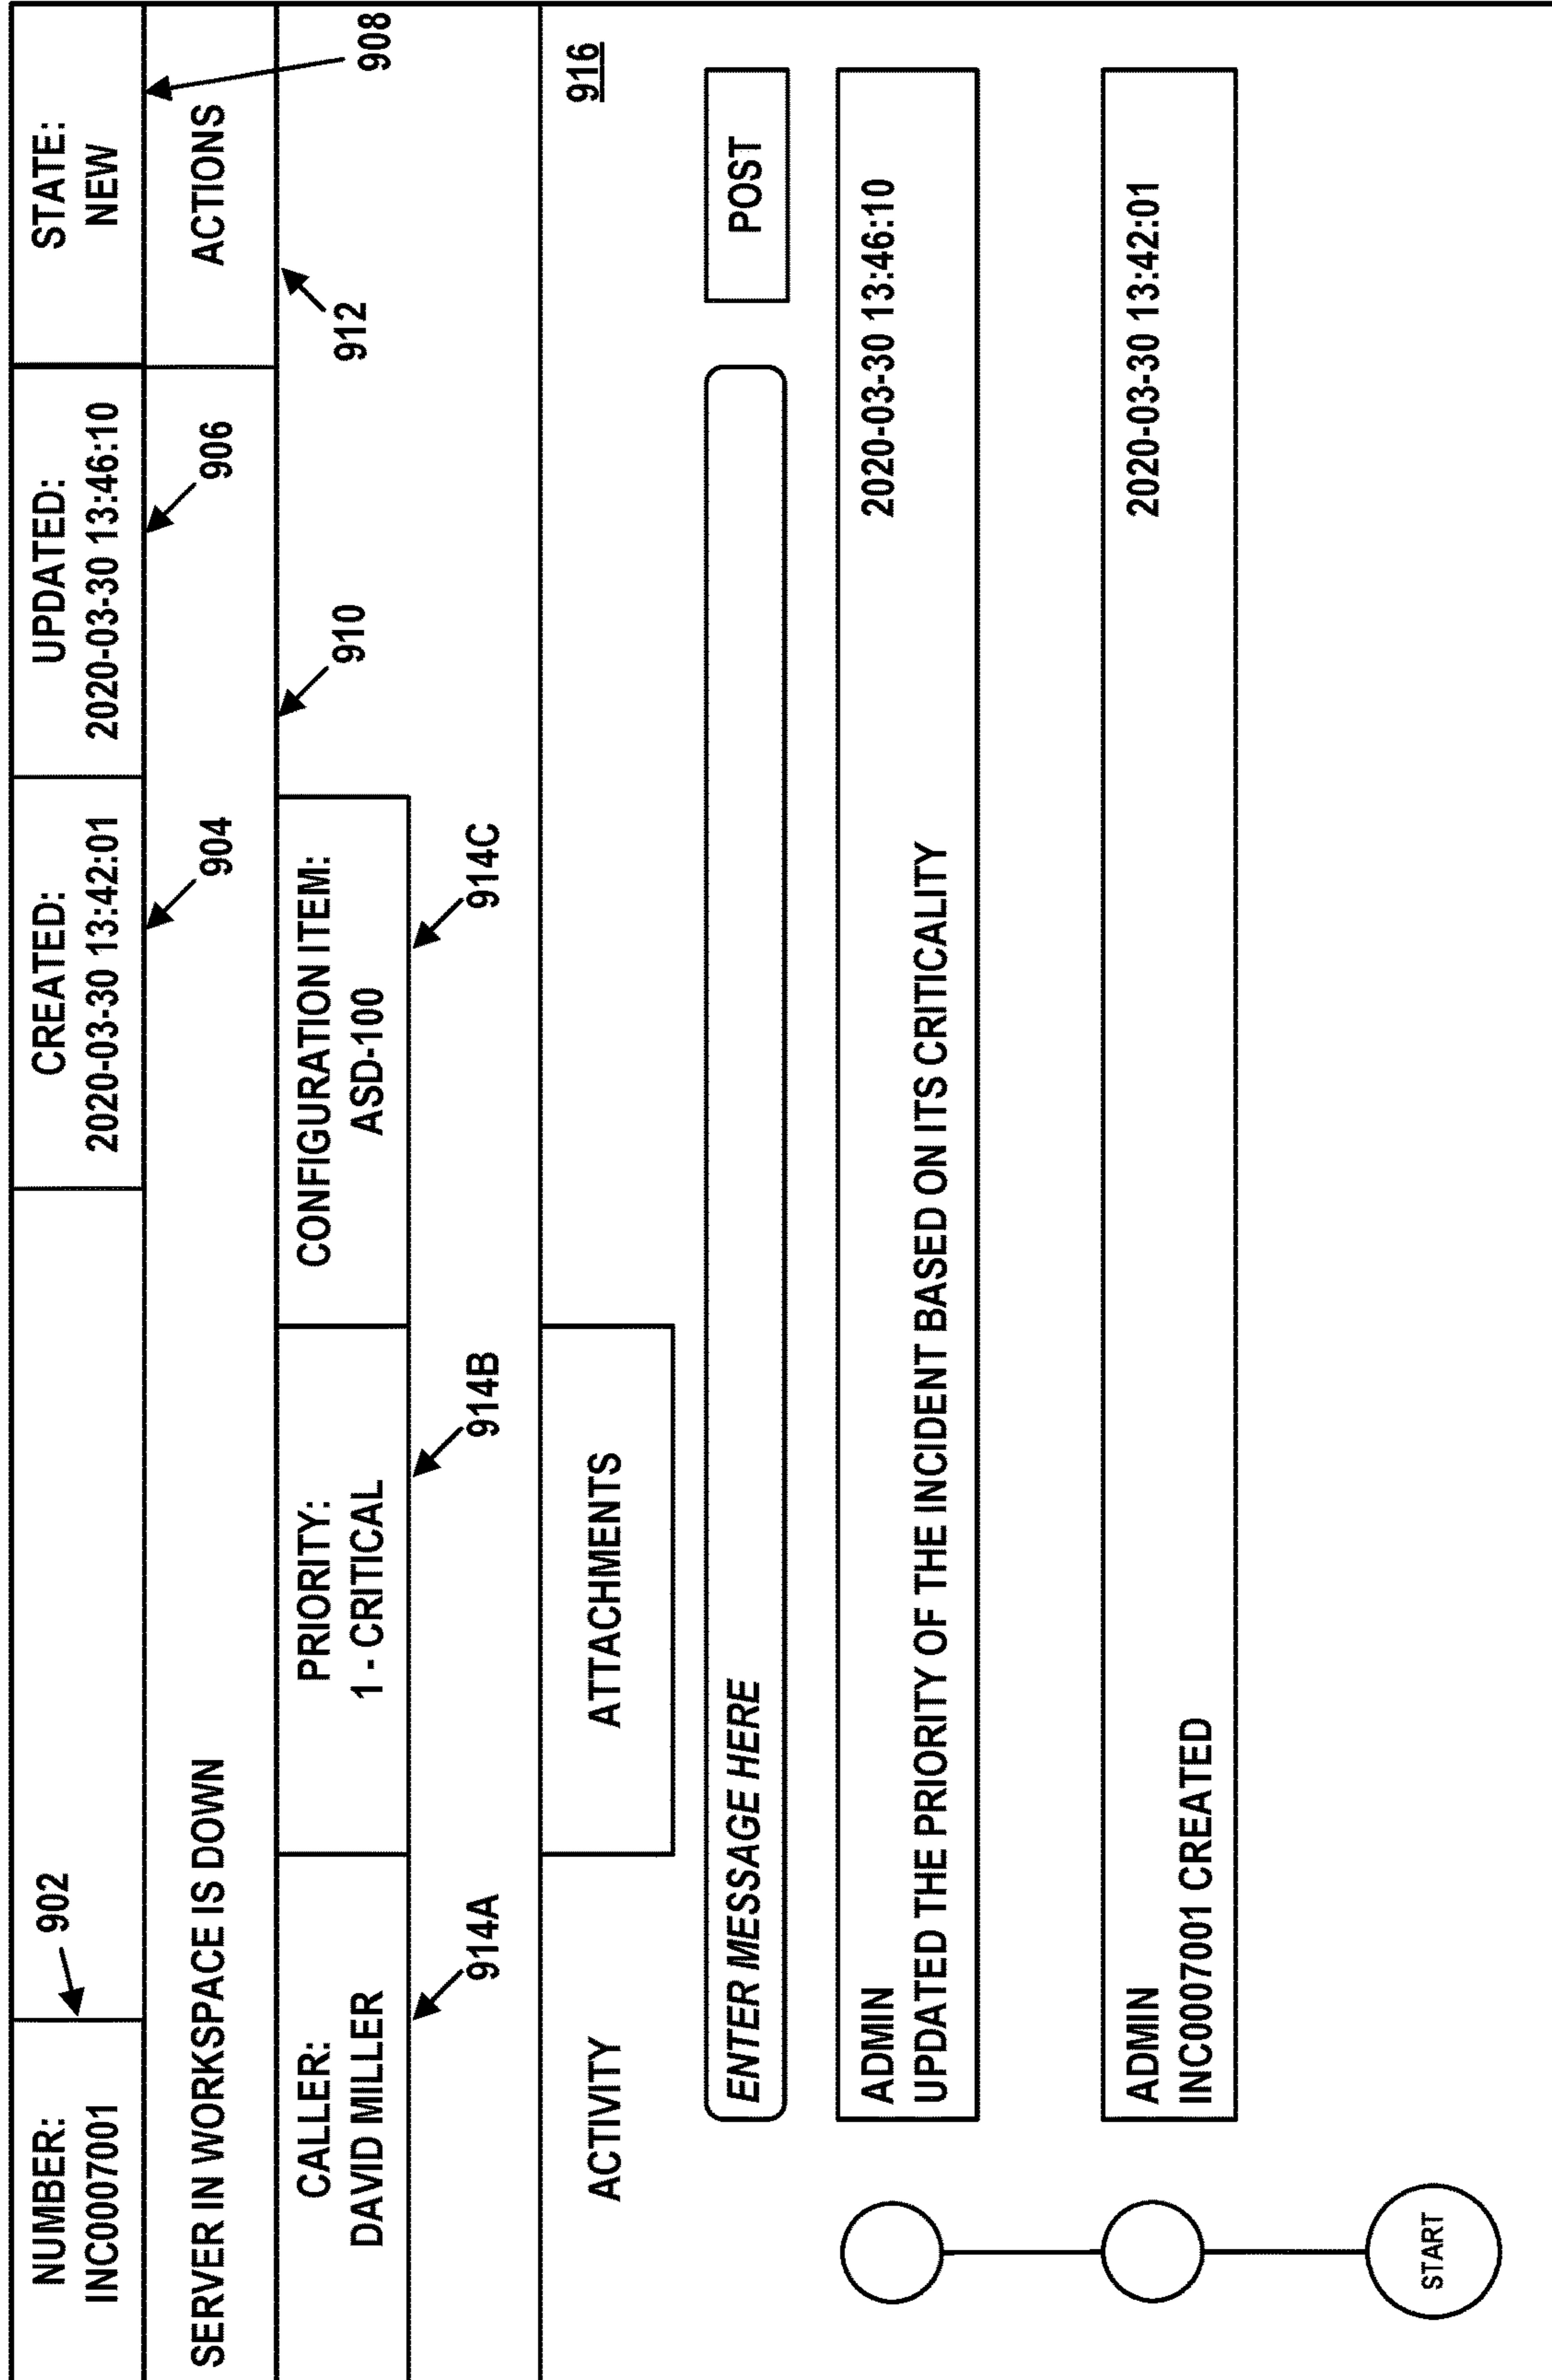 NUMBER:
INC0007001
902
CREATED:
2020-03-30 13:42:01
904
UPDATED:
2020-03-30 13:46:10
906
STATE:
NEW
908
SERVER IN WORKSPACE IS DOWN
910
ACTIONS
912
CALLER:
DAVID MILLER
914A
PRIORITY:
1 - CRITICAL
914B
CONFIGURATION ITEM:
ASD-100
914C
ACTIVITY
ATTACHMENTS
916
ENTER MESSAGE HERE
POST
ADMIN
2020-03-30 13:46:10
UPDATED THE PRIORITY OF THE INCIDENT BASED ON ITS CRITICALITY
ADMIN
2020-03-30 13:42:01
INC0007001 CREATED
START